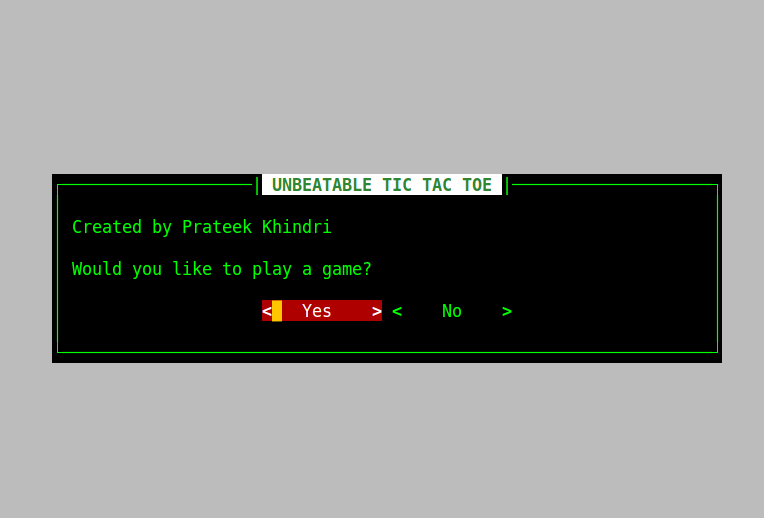 UNBEATABLE TIC TAC TOE
Created by Prateek Khindri
Would you like to play a game?
< Yes > < No >